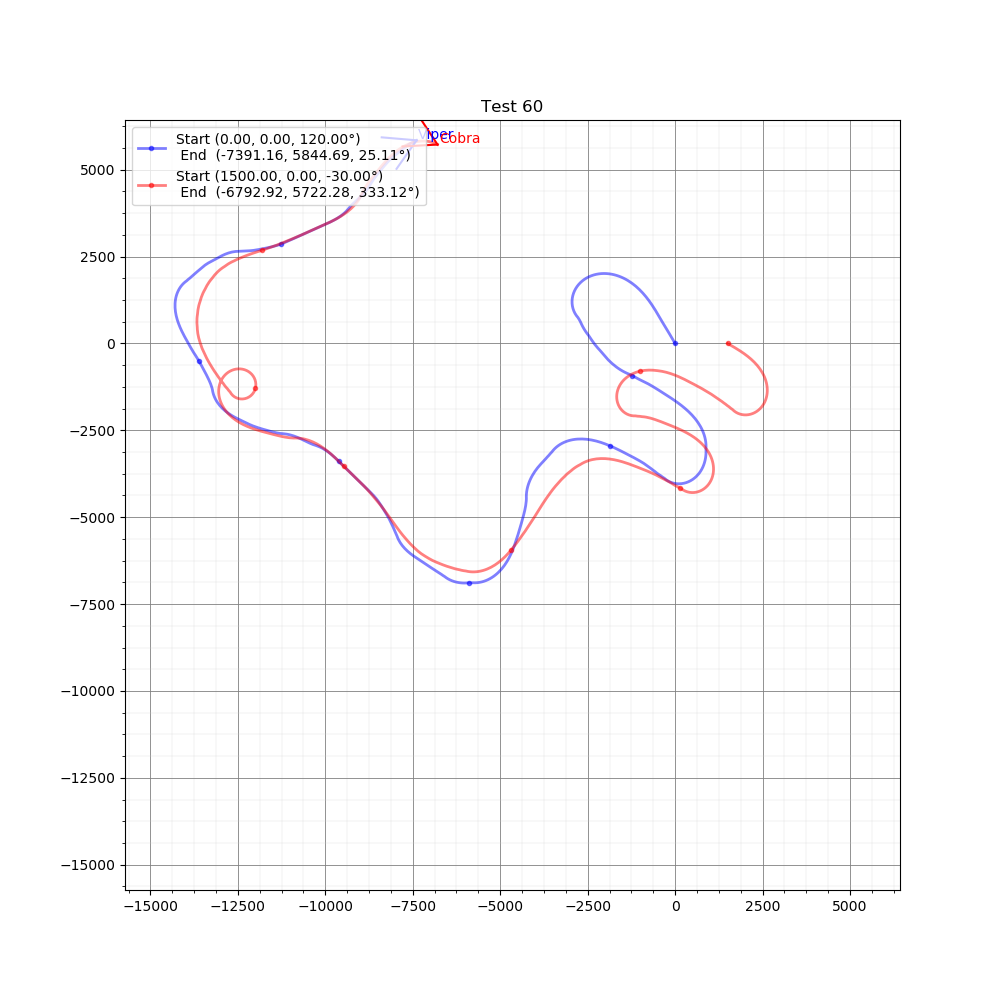 Test 60
Start (0.00, 0.00, 120.00°)
End (-7391.16, 5844.69, 25.11°)
Start (1500.00, 0.00, -30.00°)
End (-6792.92, 5722.28, 333.12°)
Viper
Cobra
5000
2500
0
−2500
−5000
−7500
−10000
−12500
−15000
−15000 −12500 −10000 −7500 −5000 −2500 0 2500 5000